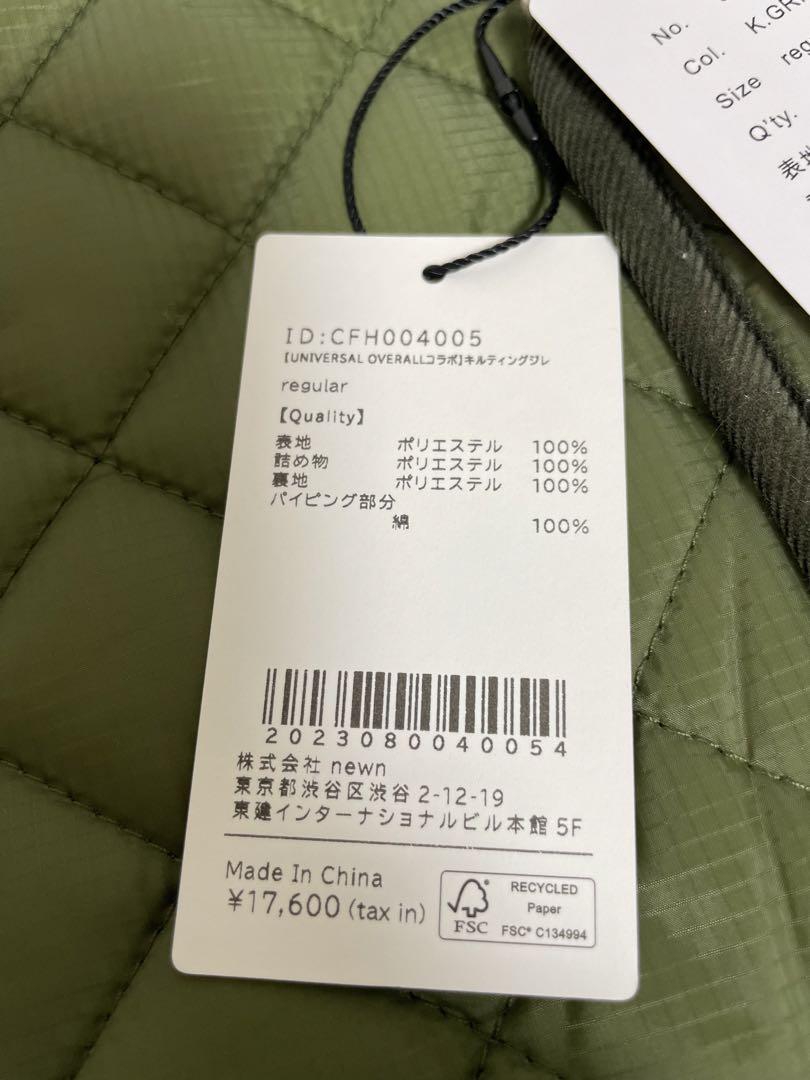 No.
Col. K.GR
Size reg
Q'ty.
表地
ID:CFH004005
【UNIVERSAL OVERALLコラボ】キルティングジレ
regular
【Quality】
表地 ポリエステル 100%
詰め物 ポリエステル 100%
裏地 ポリエステル 100%
パイピング部分
綿 100%
2023080040054
株式会社 newn
東京都渋谷区渋谷 2-12-19
東建インターナショナルビル本館 5F
Made In China
¥17,600 (tax in)
FSC
RECYCLED
Paper
FSC® C134994